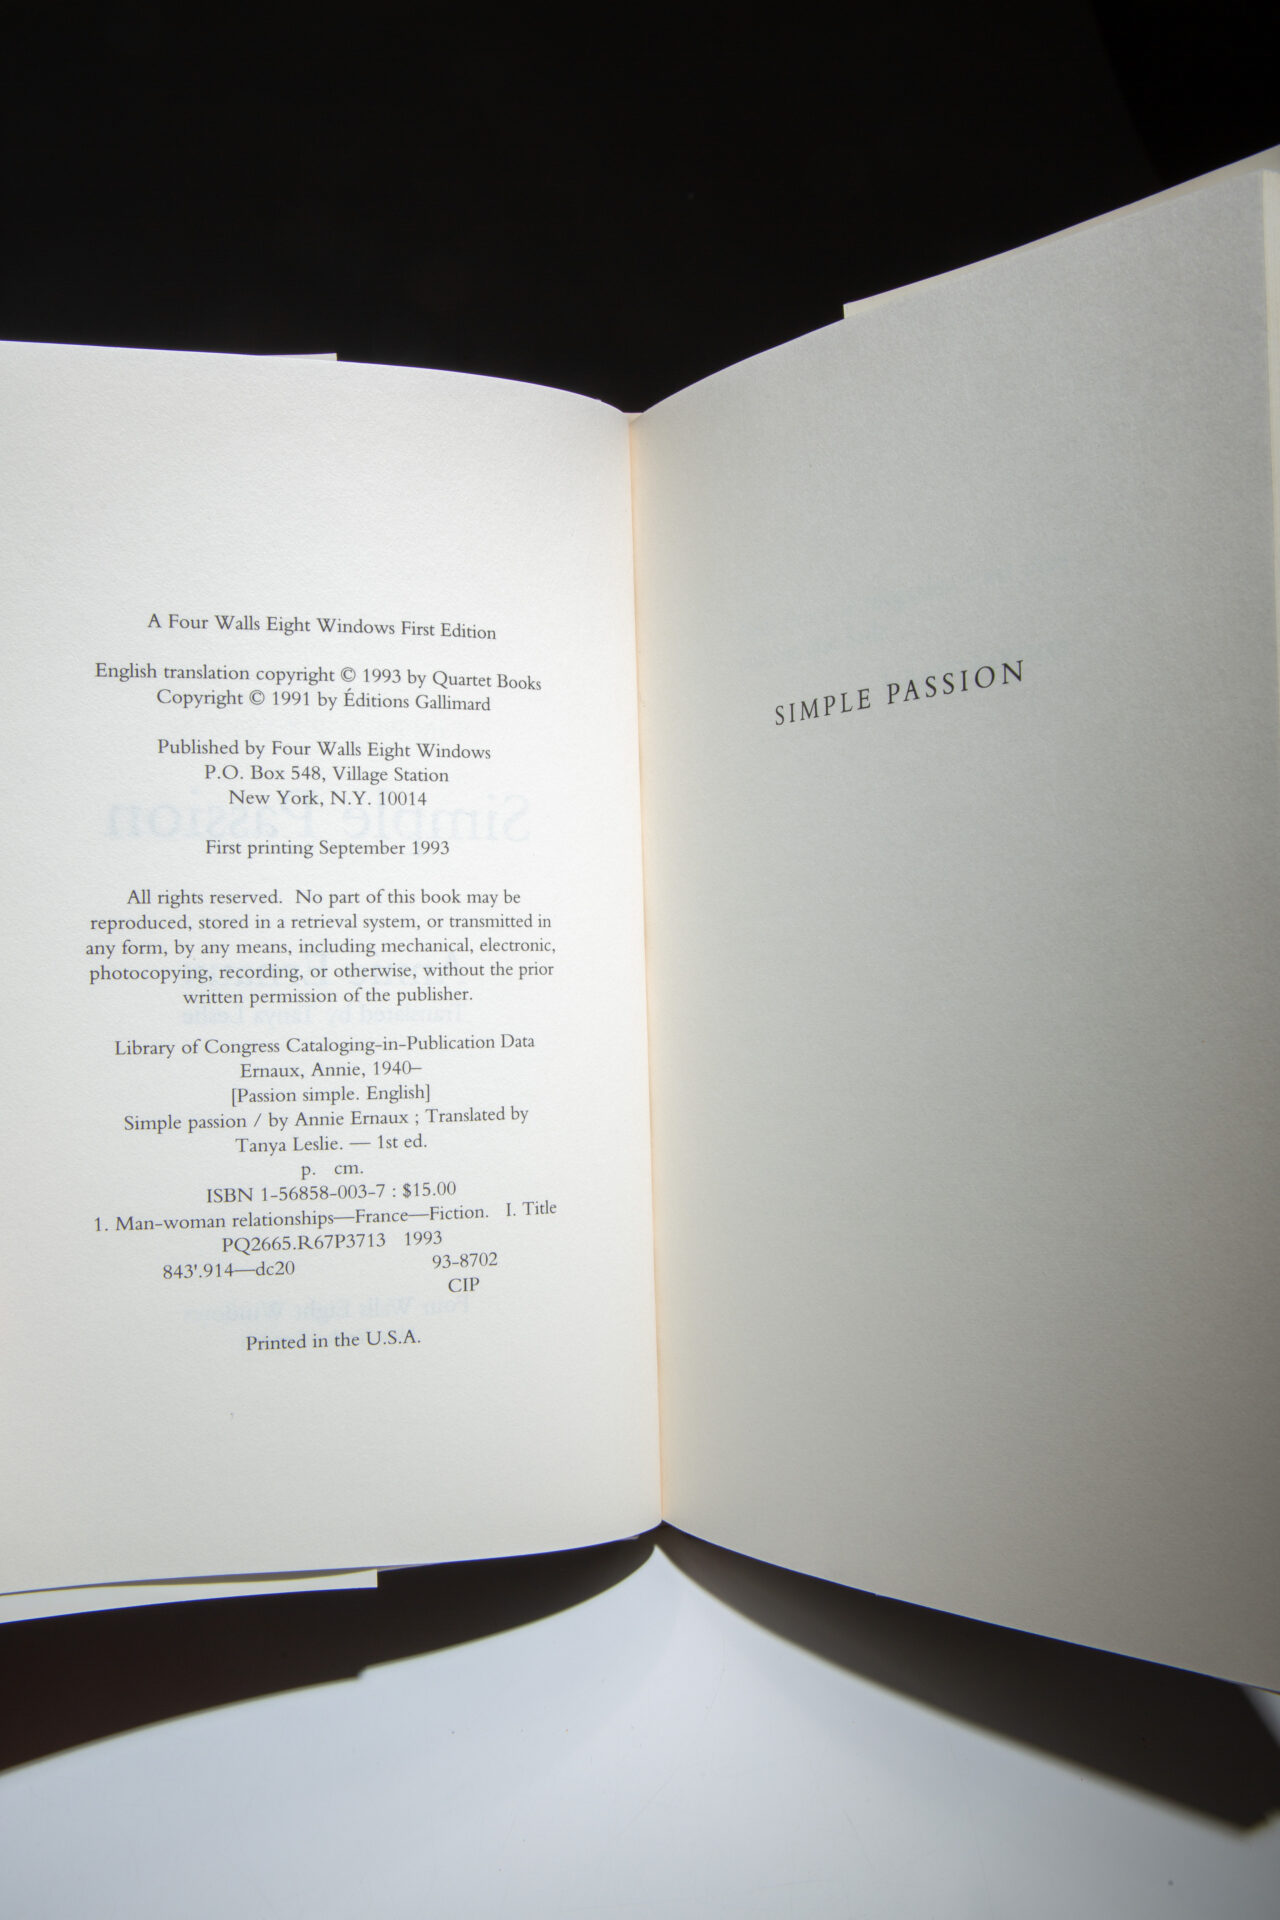 A Four Walls Eight Windows First Edition
English translation copyright © 1993 by Quartet Books
Copyright © 1991 by Éditions Gallimard
Published by Four Walls Eight Windows
P.O. Box 548, Village Station
New York, N.Y. 10014
First printing September 1993
All rights reserved. No part of this book may be
reproduced, stored in a retrieval system, or transmitted in
any form, by any means, including mechanical, electronic,
photocopying, recording, or otherwise, without the prior
written permission of the publisher.
Library of Congress Cataloging-in-Publication Data
Ernaux, Annie, 1940–
[Passion simple. English]
Simple passion / by Annie Ernaux ; Translated by
Tanya Leslie. — 1st ed.
p. cm.
ISBN 1-56858-003-7 : $15.00
1. Man-woman relationships—France—Fiction. I. Title
PQ2665.R67P3713 1993
843'.914—dc20 93-8702
CIP
Printed in the U.S.A.
SIMPLE PASSION